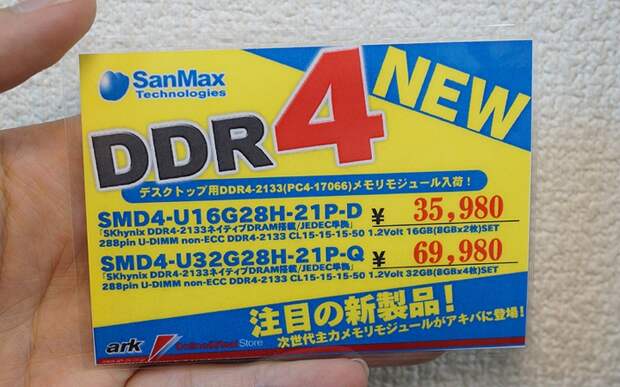 SanMax
Technologies
NEW
DDR4
デスクトップ用DDR4-2133(PC4-17066)メモリモジュール入荷！
SMD4-U16G28H-21P-D ¥ 35,980
「SKhynix DDR4-2133ネイティブDRAM搭載/JEDEC準拠」
288pin U-DIMM non-ECC DDR4-2133 CL15-15-15-50 1.2Volt 16GB(8GBx2枚)SET
SMD4-U32G28H-21P-Q ¥ 69,980
「SKhynix DDR4-2133ネイティブDRAM搭載/JEDEC準拠」
288pin U-DIMM non-ECC DDR4-2133 CL15-15-15-50 1.2Volt 32GB(8GBx4枚)SET
注目の新製品！
次世代主力メモリモジュールがアキバに登場！
ark Store